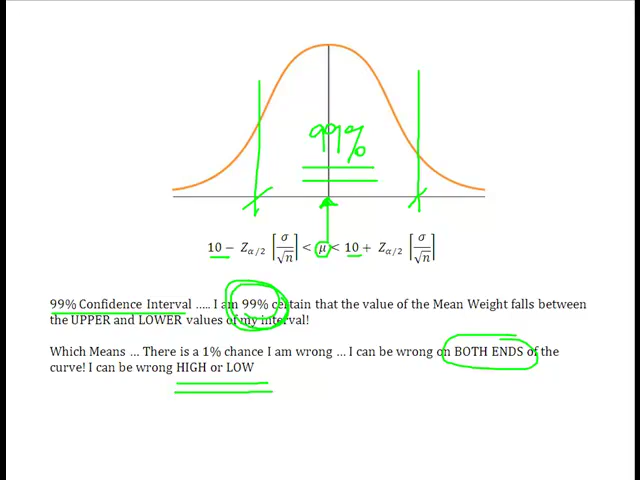 99%
10 − Z α/2 [σ/√n] < μ < 10 + Z α/2 [σ/√n]
99% Confidence Interval ..... I am 99% certain that the value of the Mean Weight falls between
the UPPER and LOWER values of my interval!
Which Means ... There is a 1% chance I am wrong ... I can be wrong on BOTH ENDS of the
curve! I can be wrong HIGH or LOW